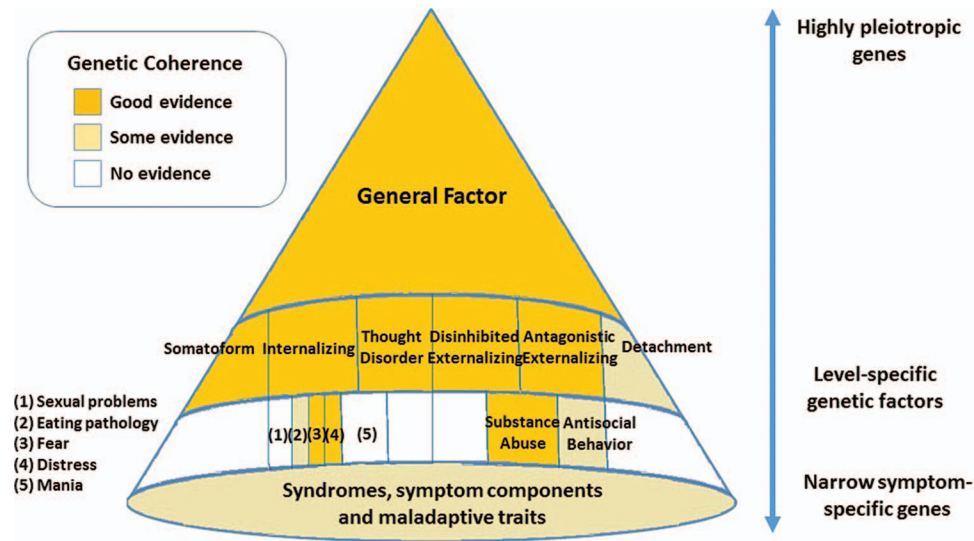 Genetic Coherence
Good evidence
Some evidence
No evidence
Highly pleiotropic
genes
General Factor
Somatoform
Internalizing
Thought
Disorder
Disinhibited
Externalizing
Antagonistic
Externalizing
Detachment
Level-specific
genetic factors
(1) Sexual problems
(2) Eating pathology
(3) Fear
(4) Distress
(5) Mania
(1)
(2)
(3)
(4)
(5)
Substance
Abuse
Antisocial
Behavior
Syndromes, symptom components
and maladaptive traits
Narrow symptom-
specific genes